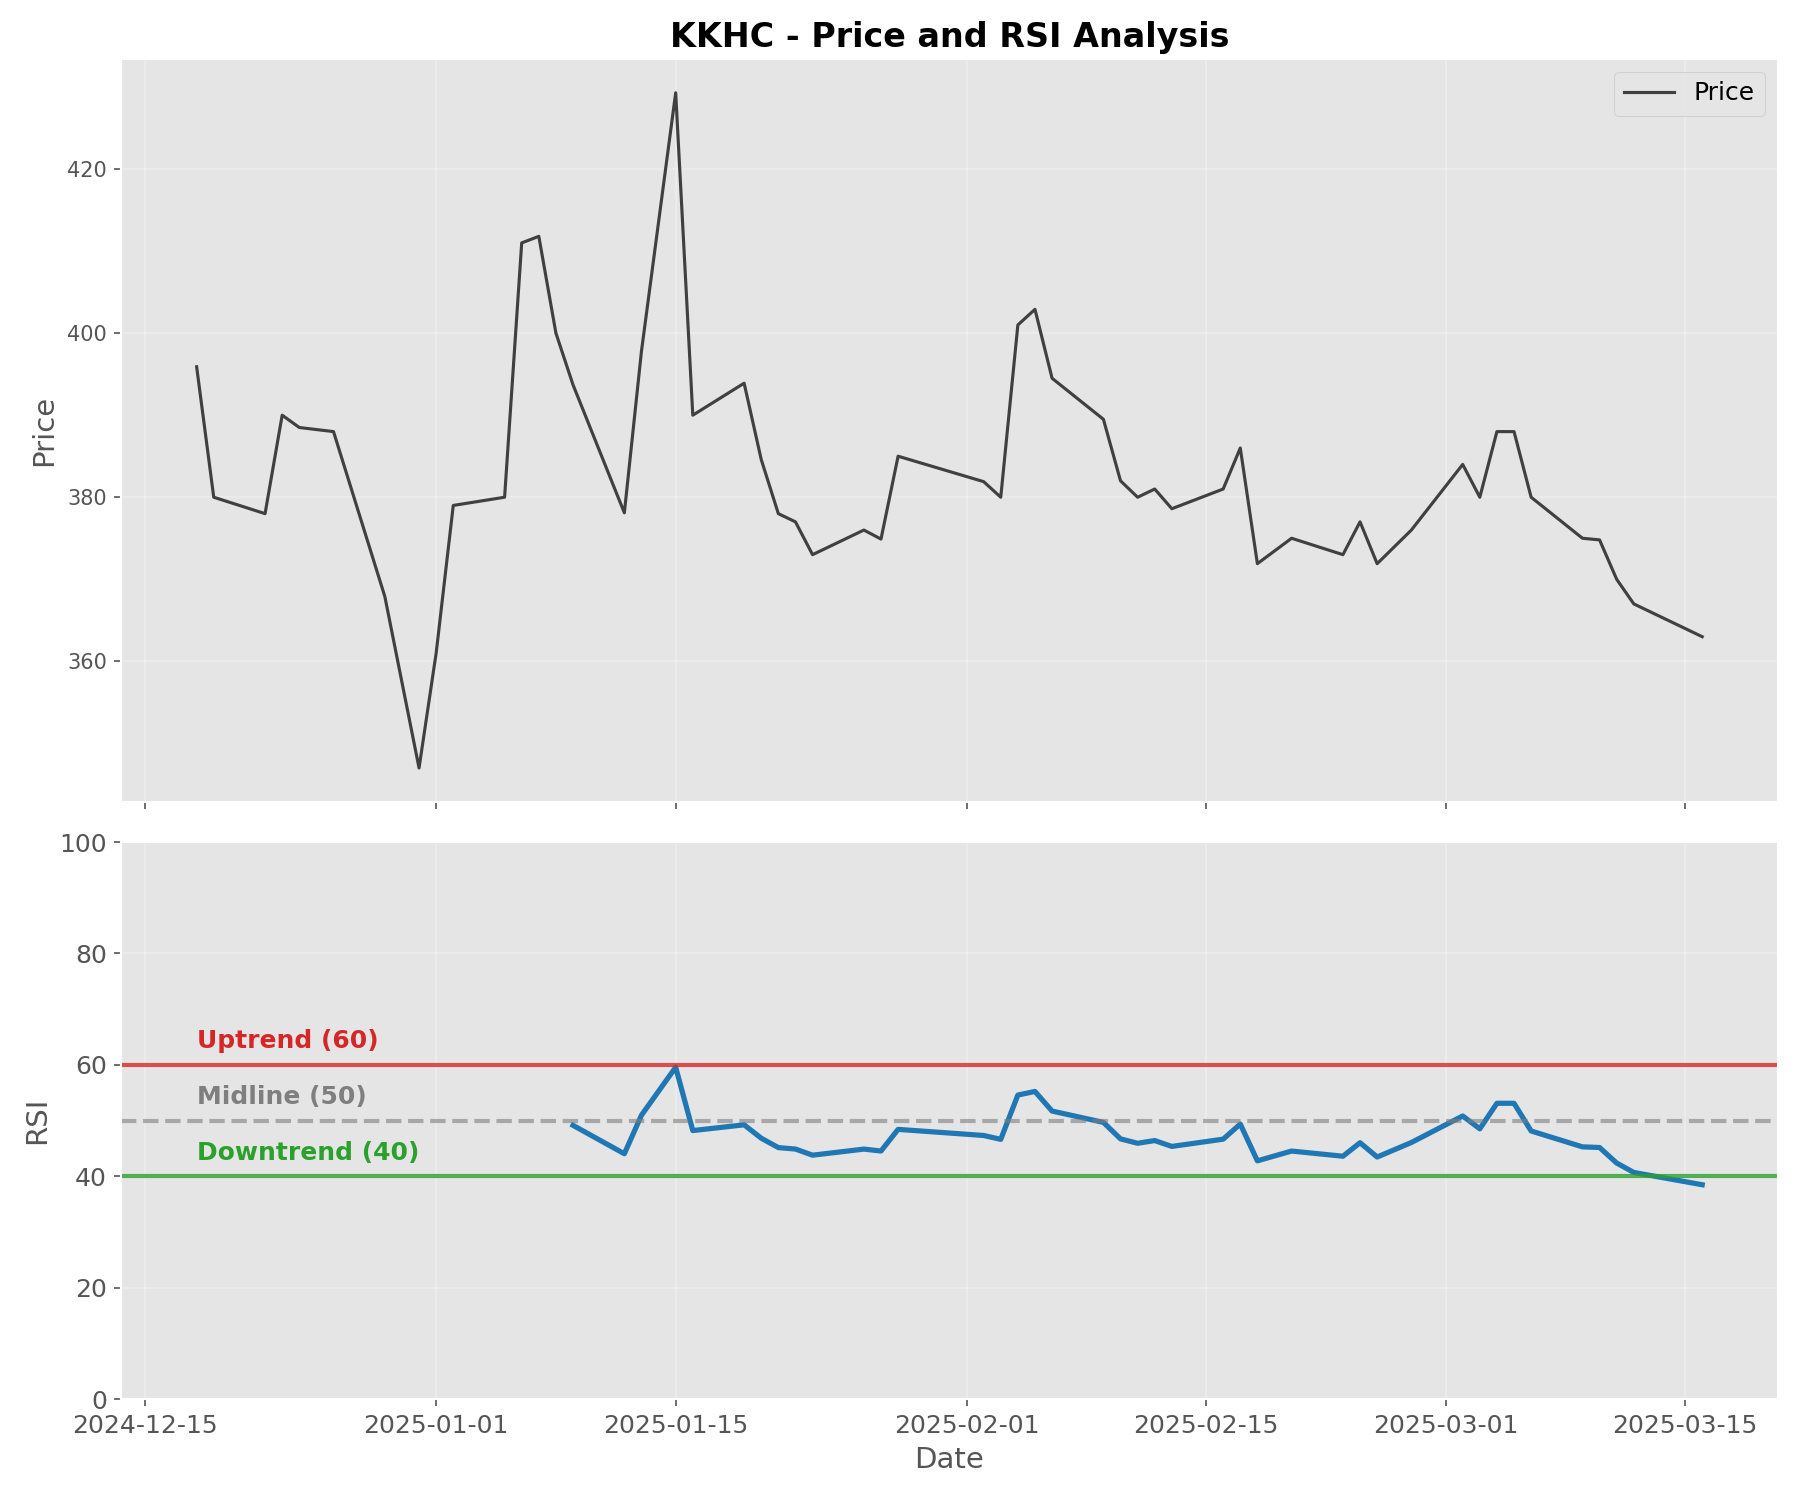 KKHC - Price and RSI Analysis
Price
420
400
380
360
Price
100
80
60
40
20
0
RSI
Uptrend (60)
Midline (50)
Downtrend (40)
2024-12-15
2025-01-01
2025-01-15
2025-02-01
2025-02-15
2025-03-01
2025-03-15
Date